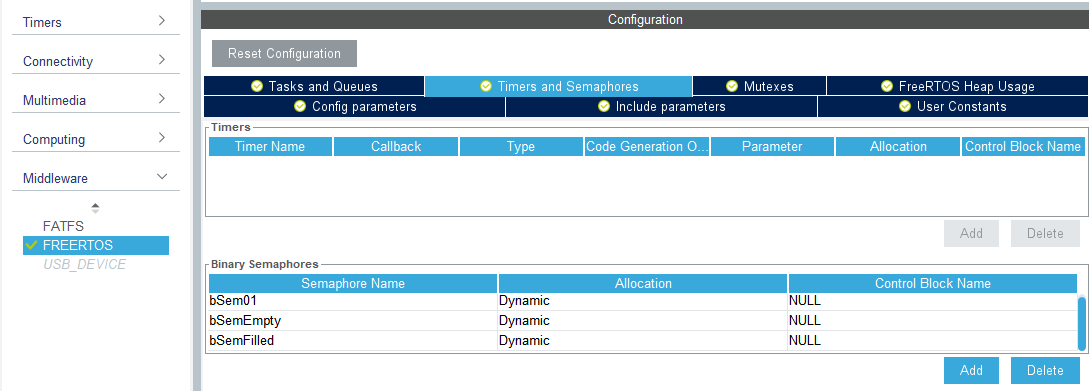 Timers
Connectivity
Multimedia
Computing
Middleware
FATFS
FREERTOS
USB_DEVICE
Configuration
Reset Configuration
Tasks and Queues Timers and Semaphores Mutexes FreeRTOS Heap Usage
Config parameters Include parameters User Constants
Timers
Timer Name Callback Type Code Generation O... Parameter Allocation Control Block Name
Add Delete
Binary Semaphores
Semaphore Name Allocation Control Block Name
bSem01 Dynamic NULL
bSemEmpty Dynamic NULL
bSemFilled Dynamic NULL
Add Delete